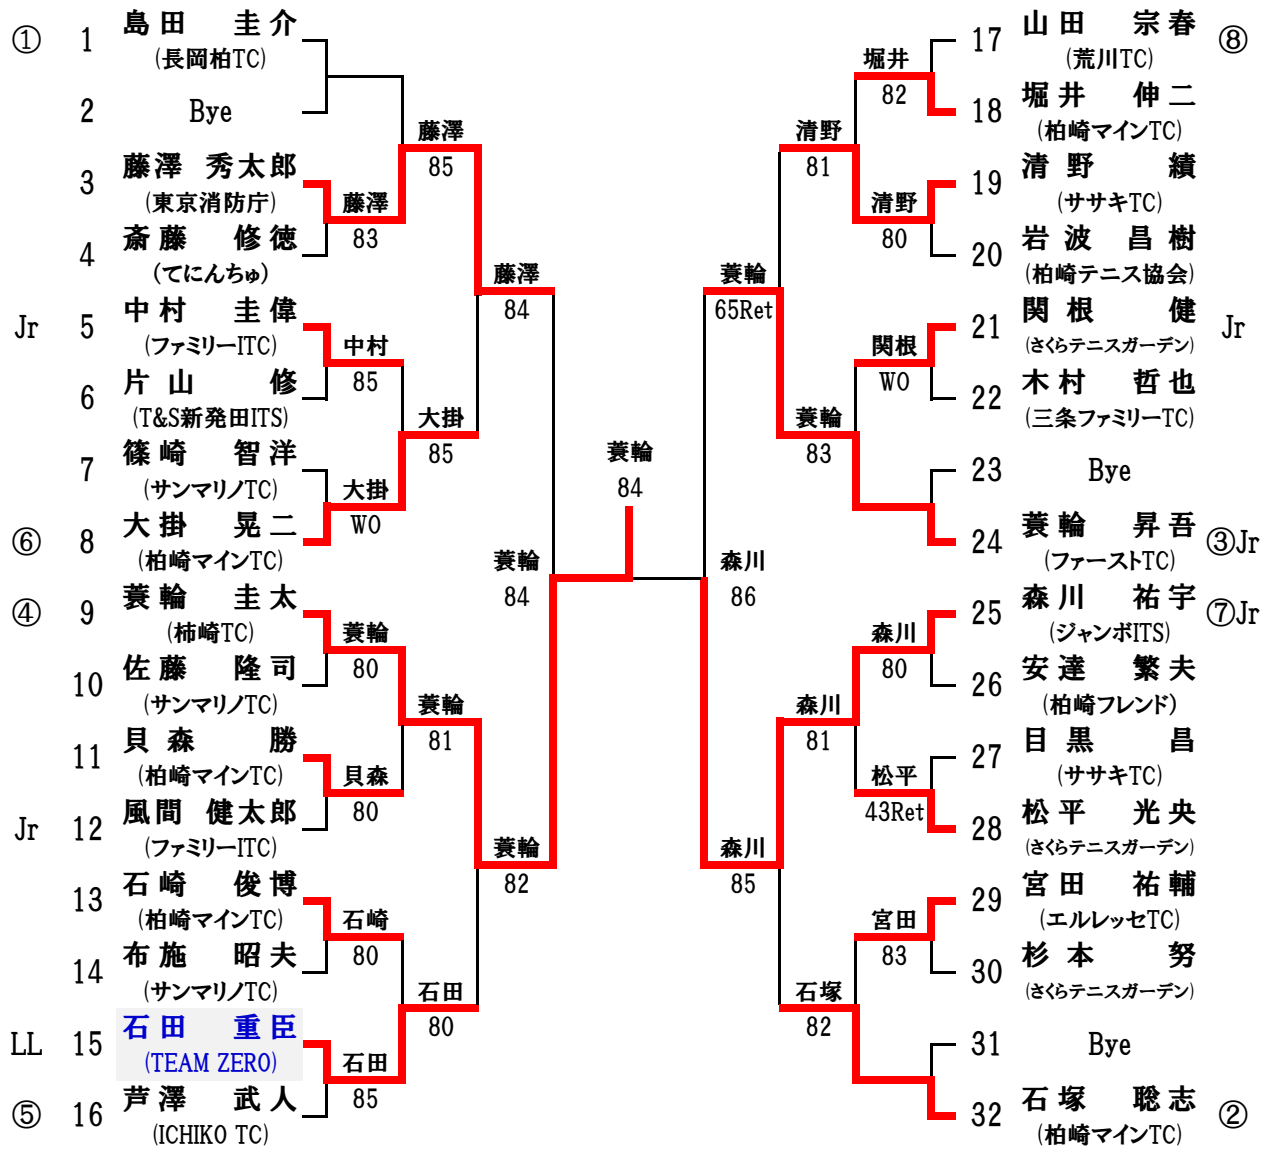 ① 1 島田 圭介
(長岡柏TC)
2 Bye
3 藤澤 秀太郎
(東京消防庁)
4 斎藤 修徳
(てにんちゅ)
Jr 5 中村 圭偉
(ファミリーITC)
6 片山 修
(T&S新発田ITS)
7 篠崎 智洋
(サンマリノTC)
⑥ 8 大掛 晃二
(柏崎マインTC)
④ 9 蓑輪 圭太
(柿崎TC)
10 佐藤 隆司
(サンマリノTC)
11 貝森 勝
(柏崎マインTC)
Jr 12 風間 健太郎
(ファミリーITC)
13 石崎 俊博
(柏崎マインTC)
14 布施 昭夫
(サンマリノTC)
LL 15 石田 重臣
(TEAM ZERO)
⑤ 16 芦澤 武人
(ICHIKO TC)
藤澤
83
中村
85
大掛
WO
蓑輪
80
貝森
80
石崎
80
石田
85
藤澤
85
大掛
85
蓑輪
81
石田
80
藤澤
84
蓑輪
82
蓑輪
84
蓑輪
84
森川
86
蓑輪
65Ret
森川
85
清野
81
蓑輪
83
森川
81
石塚
82
堀井
82
清野
80
関根
WO
森川
80
松平
43Ret
宮田
83
17 山田 宗春 ⑧
(荒川TC)
18 堀井 伸二
(柏崎マインTC)
19 清野 績
(ササキTC)
20 岩波 昌樹
(柏崎テニス協会)
21 関根 健 Jr
(さくらテニスガーデン)
22 木村 哲也
(三条ファミリーTC)
23 Bye
24 蓑輪 昇吾 ③Jr
(ファーストTC)
25 森川 祐宇 ⑦Jr
(ジャンボITS)
26 安達 繁夫
(柏崎フレンド)
27 目黒 昌
(ササキTC)
28 松平 光央
(さくらテニスガーデン)
29 宮田 祐輔
(エルレッセTC)
30 杉本 努
(さくらテニスガーデン)
31 Bye
32 石塚 聡志 ②
(柏崎マインTC)